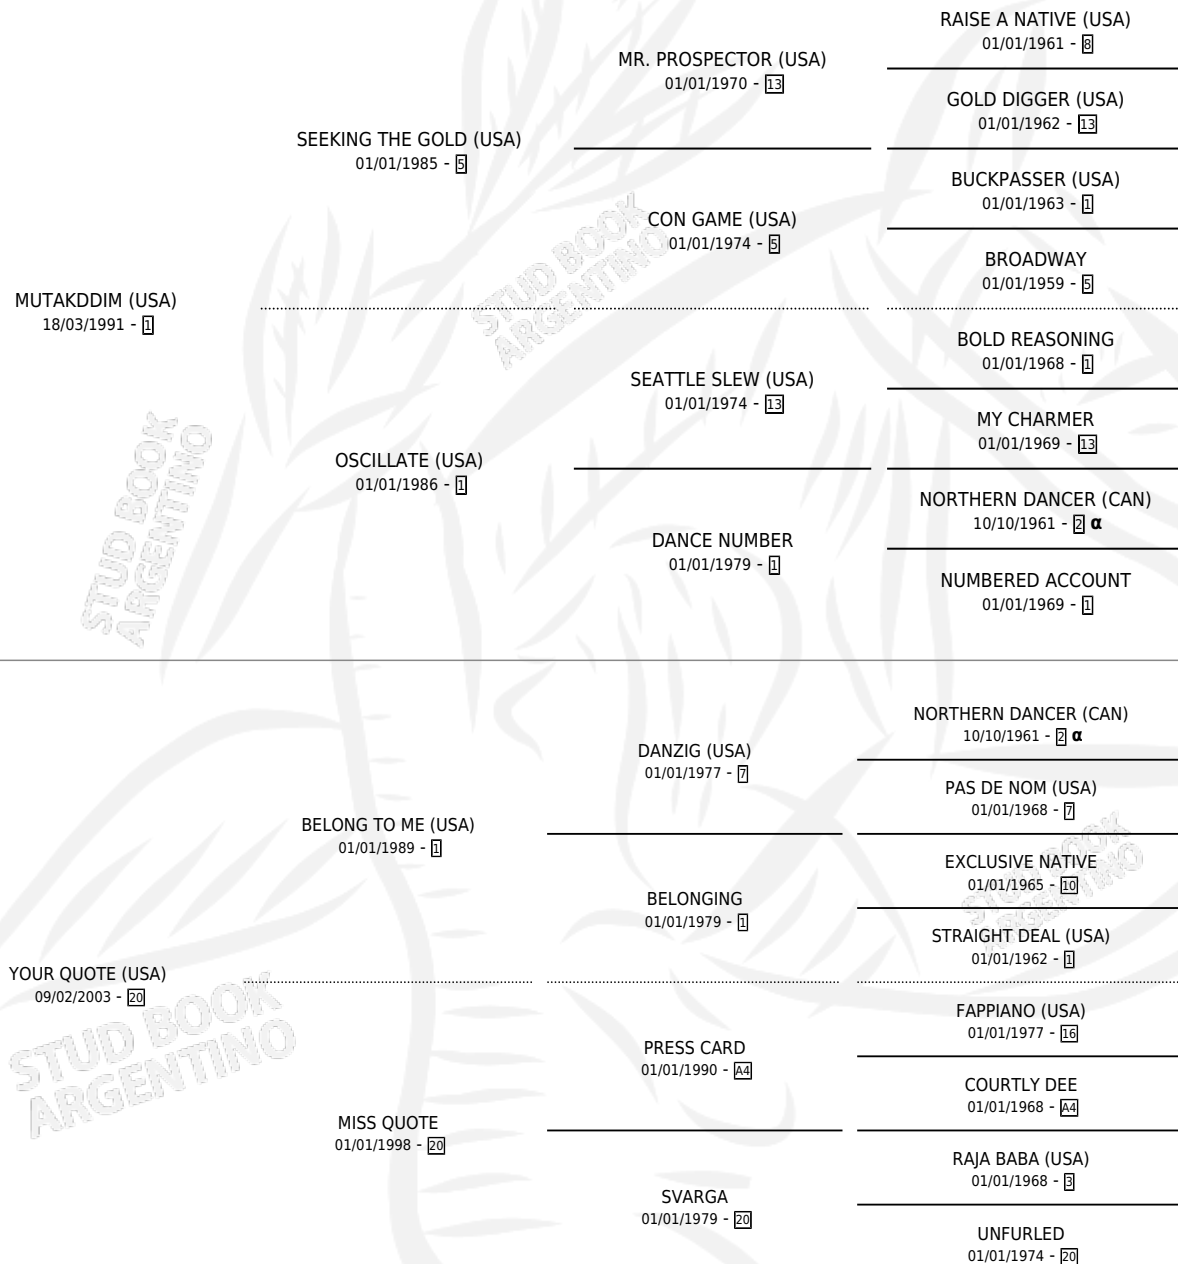 RAISE A NATIVE (USA)
01/01/1961 - 8
MR. PROSPECTOR (USA)
01/01/1970 - 13
GOLD DIGGER (USA)
01/01/1962 - 13
SEEKING THE GOLD (USA)
01/01/1985 - 5
BUCKPASSER (USA)
01/01/1963 - 1
CON GAME (USA)
01/01/1974 - 5
BROADWAY
01/01/1959 - 5
STUD BOOK
ARGENTINO
MUTAKDDIM (USA)
18/03/1991 - 1
BOLD REASONING
01/01/1968 - 1
SEATTLE SLEW (USA)
01/01/1974 - 13
MY CHARMER
01/01/1969 - 13
OSCILLATE (USA)
01/01/1986 - 1
STUD BOOK
ARGENTINO
NORTHERN DANCER (CAN)
10/10/1961 - 2 α
DANCE NUMBER
01/01/1979 - 1
NUMBERED ACCOUNT
01/01/1969 - 1
NORTHERN DANCER (CAN)
10/10/1961 - 2 α
DANZIG (USA)
01/01/1977 - 7
PAS DE NOM (USA)
01/01/1968 - 7
BELONG TO ME (USA)
01/01/1989 - 1
EXCLUSIVE NATIVE
01/01/1965 - 10
STUD BOOK
ARGENTINO
BELONGING
01/01/1979 - 1
STRAIGHT DEAL (USA)
01/01/1962 - 1
YOUR QUOTE (USA)
09/02/2003 - 20
FAPPIANO (USA)
01/01/1977 - 16
STUD BOOK
ARGENTINO
PRESS CARD
01/01/1990 - A4
COURTLY DEE
01/01/1968 - A4
MISS QUOTE
01/01/1998 - 20
RAJA BABA (USA)
01/01/1968 - 3
SVARGA
01/01/1979 - 20
UNFURLED
01/01/1974 - 20